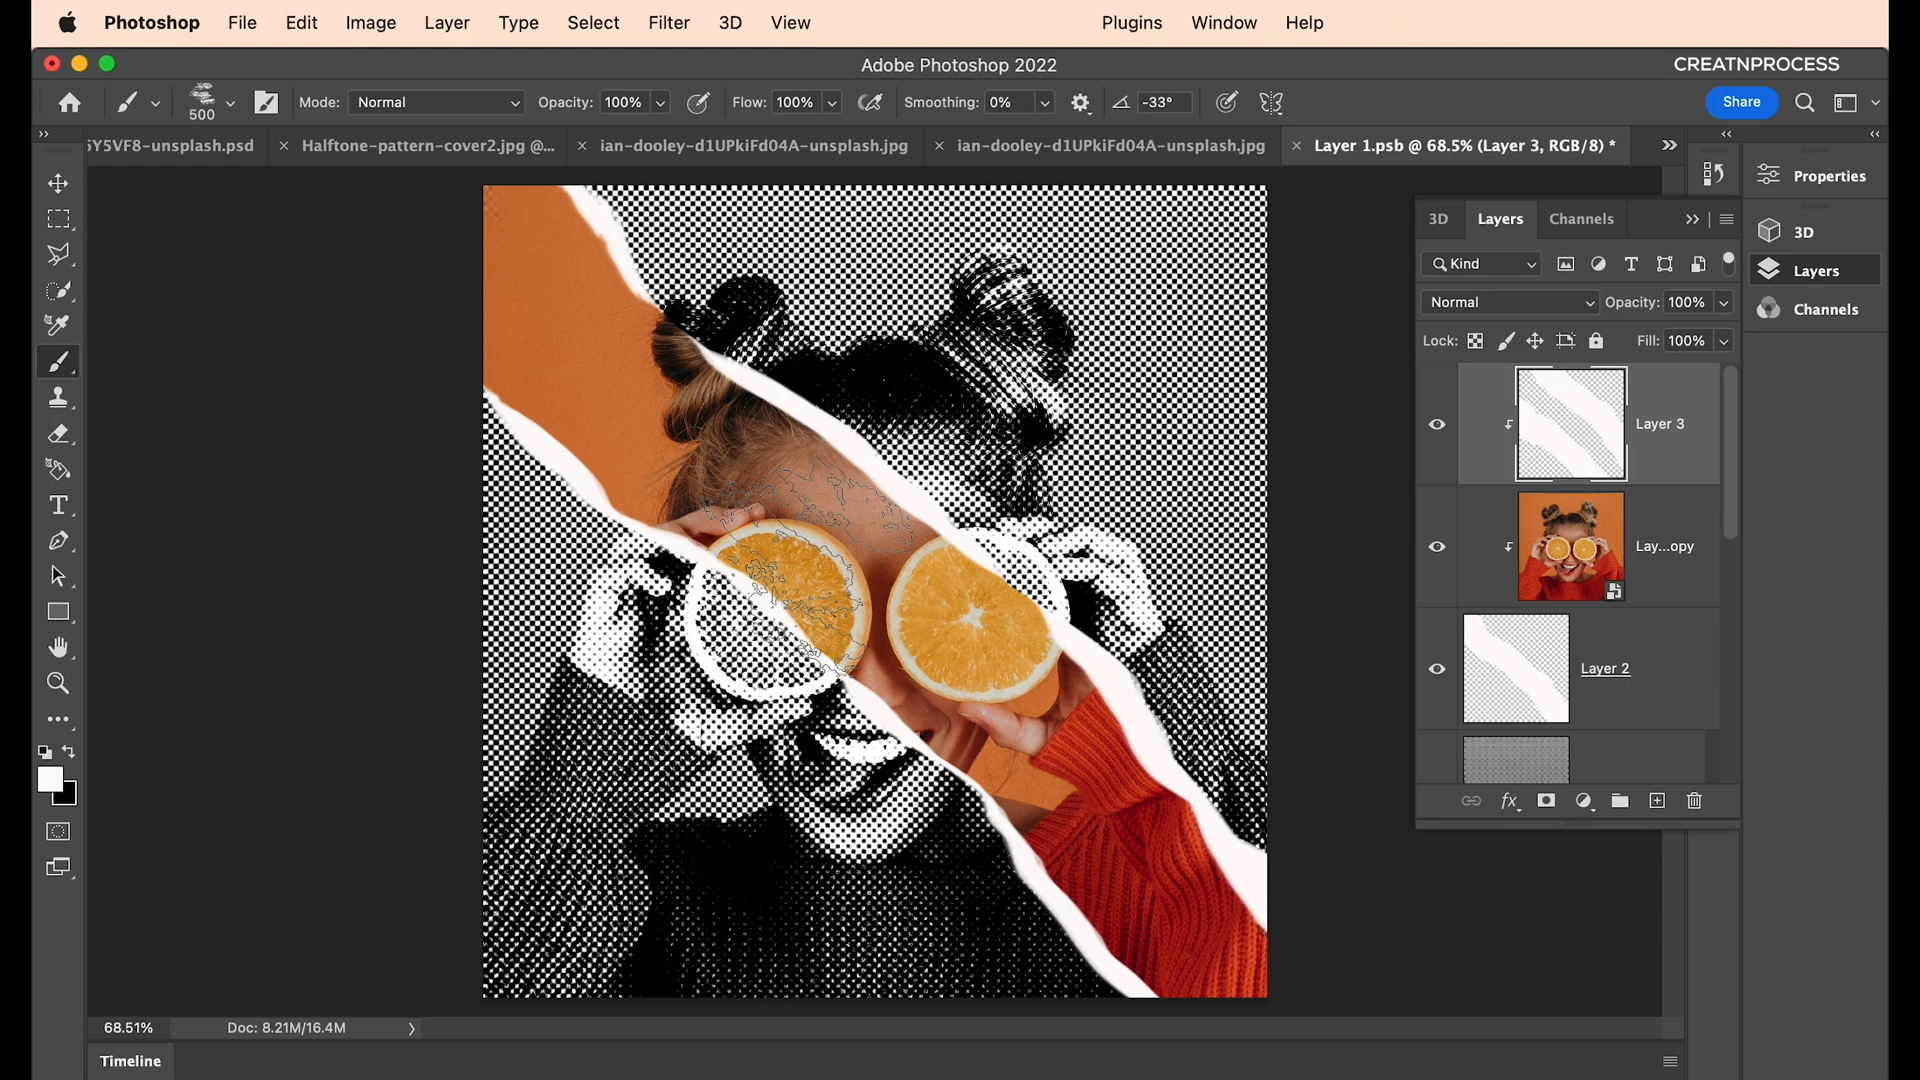 Photoshop File Edit Image Layer Type Select Filter 3D View Plugins Window Help
Adobe Photoshop 2022
CREATNPROCESS
500 Mode: Normal Opacity: 100% Flow: 100% Smoothing: 0% -33° Share
6Y5VF8-unsplash.psd Halftone-pattern-cover2.jpg @... ian-dooley-d1UPkiFd04A-unsplash.jpg ian-dooley-d1UPkiFd04A-unsplash.jpg Layer 1.psb @ 68.5% (Layer 3, RGB/8) *
Properties
3D Layers Channels
3D
Kind
Layers
Normal Opacity: 100%
Channels
Lock: Fill: 100%
Layer 3
Lay...opy
Layer 2
fx
68.51% Doc: 8.21M/16.4M
Timeline